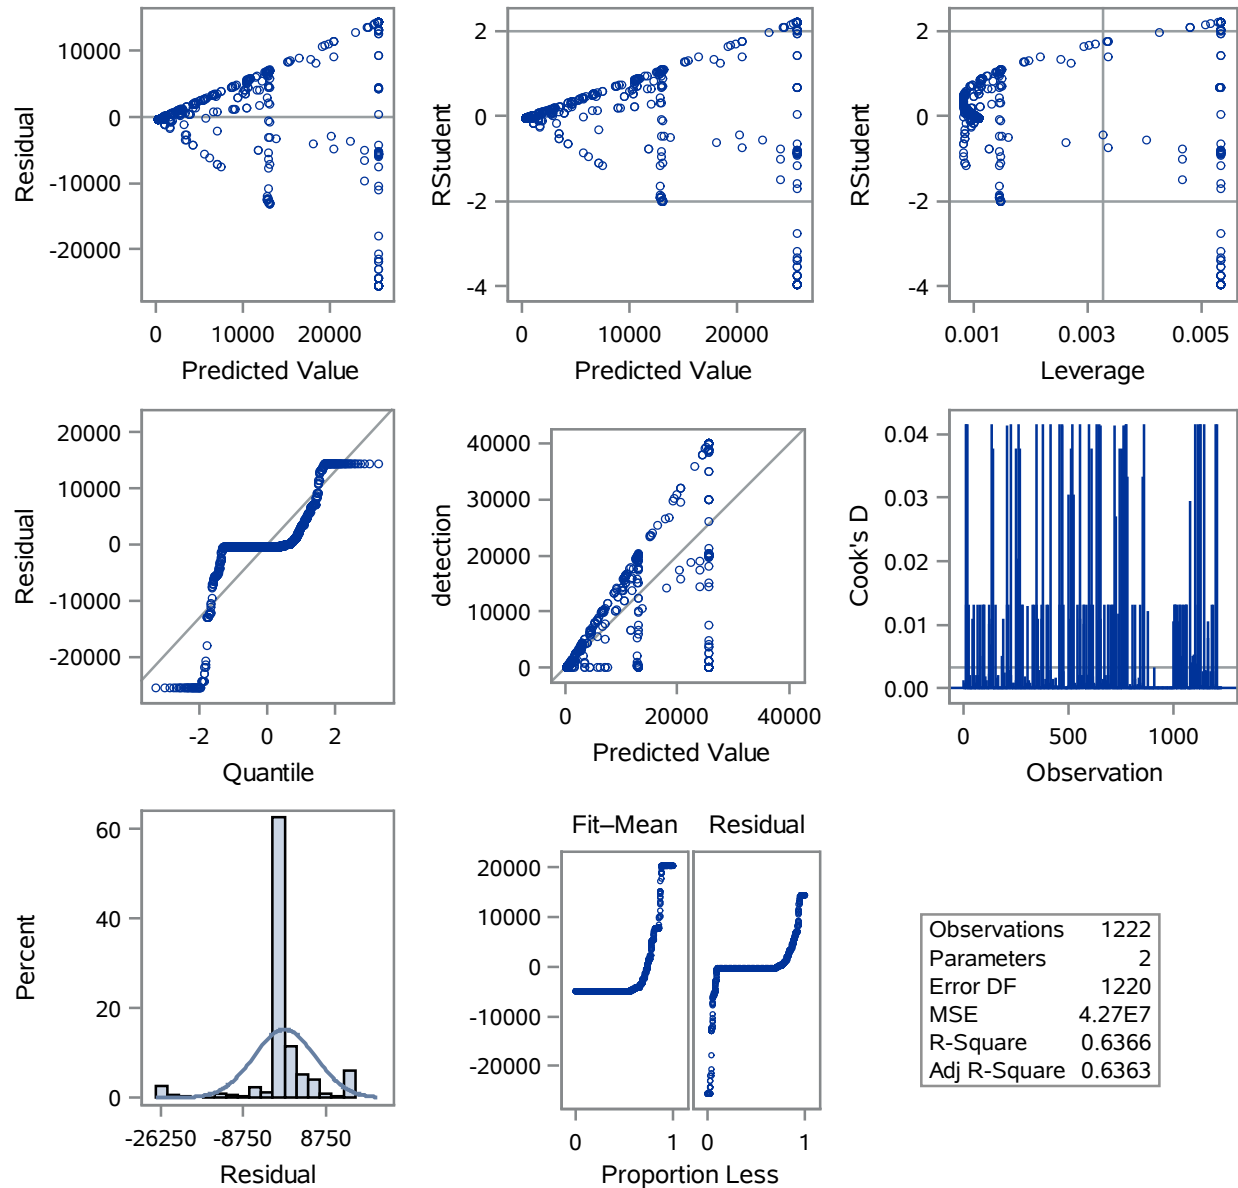 10000
0
-10000
-20000
Residual
0 10000 20000
Predicted Value
2
0
-2
-4
RStudent
0 10000 20000
Predicted Value
2
0
-2
-4
RStudent
0.001 0.003 0.005
Leverage
20000
10000
0
-10000
-20000
Residual
-2 0 2
Quantile
40000
30000
20000
10000
0
detection
0 20000 40000
Predicted Value
0.04
0.03
0.02
0.01
0.00
Cook's D
0 500 1000
Observation
60
40
20
0
Percent
-26250 -8750 8750
Residual
Fit–Mean Residual
20000
10000
0
-10000
-20000
0 1 0 1
Proportion Less
Observations 1222
Parameters 2
Error DF 1220
MSE 4.27E7
R-Square 0.6366
Adj R-Square 0.6363